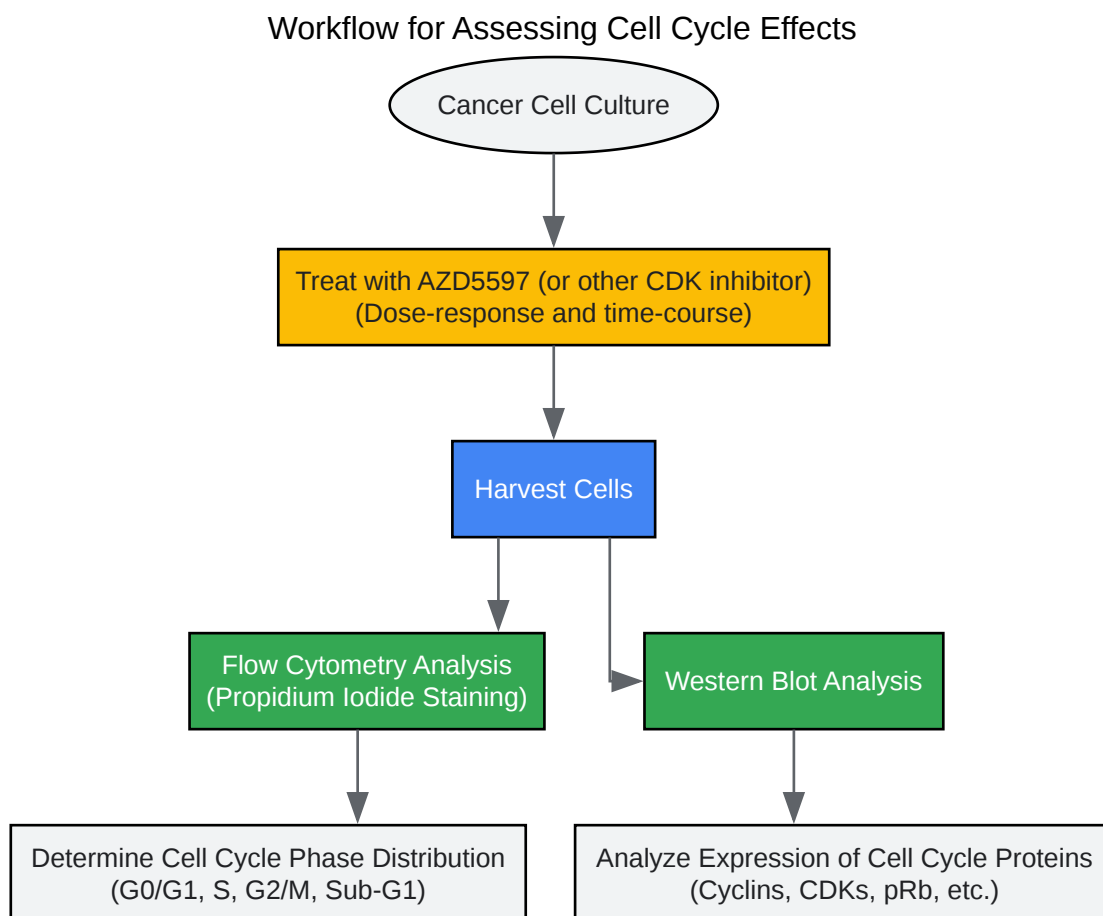 Workflow for Assessing Cell Cycle Effects
Cancer Cell Culture
Treat with AZD5597 (or other CDK inhibitor)
(Dose-response and time-course)
Harvest Cells
Flow Cytometry Analysis
(Propidium Iodide Staining)
Western Blot Analysis
Determine Cell Cycle Phase Distribution
(G0/G1, S, G2/M, Sub-G1)
Analyze Expression of Cell Cycle Proteins
(Cyclins, CDKs, pRb, etc.)